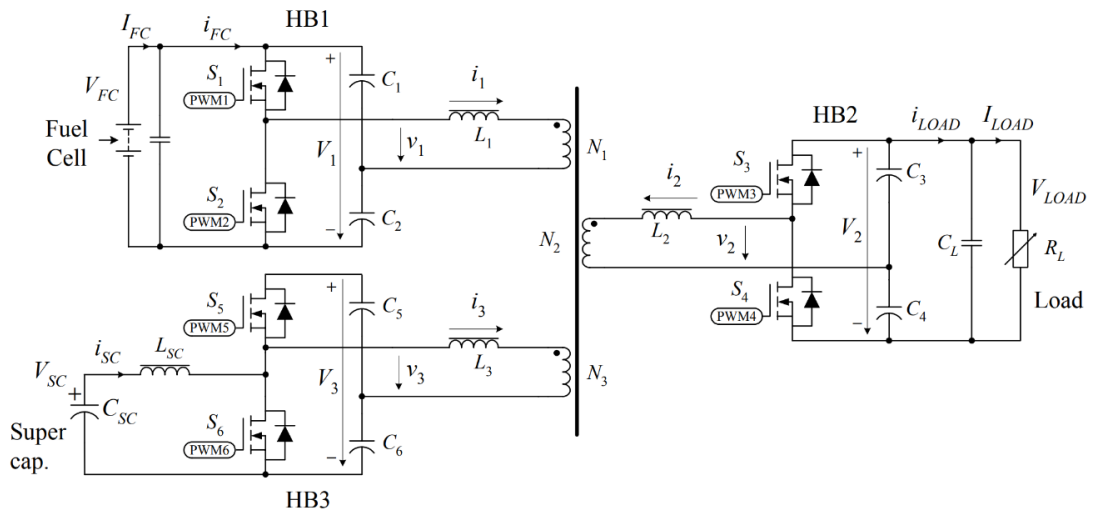 HB1
I_FC
i_FC
S_1
PWM1
V_FC
Fuel
Cell
+
V_1
−
C_1
i_1
L_1
v_1
N_1
S_2
PWM2
C_2
HB2
i_LOAD
I_LOAD
S_3
PWM3
+
V_2
−
C_3
i_2
L_2
v_2
N_2
C_L
V_LOAD
R_L
Load
S_4
PWM4
C_4
S_5
PWM5
+
V_3
−
C_5
i_3
L_3
v_3
N_3
i_SC
L_SC
V_SC
+
C_SC
Super
cap.
S_6
PWM6
C_6
HB3